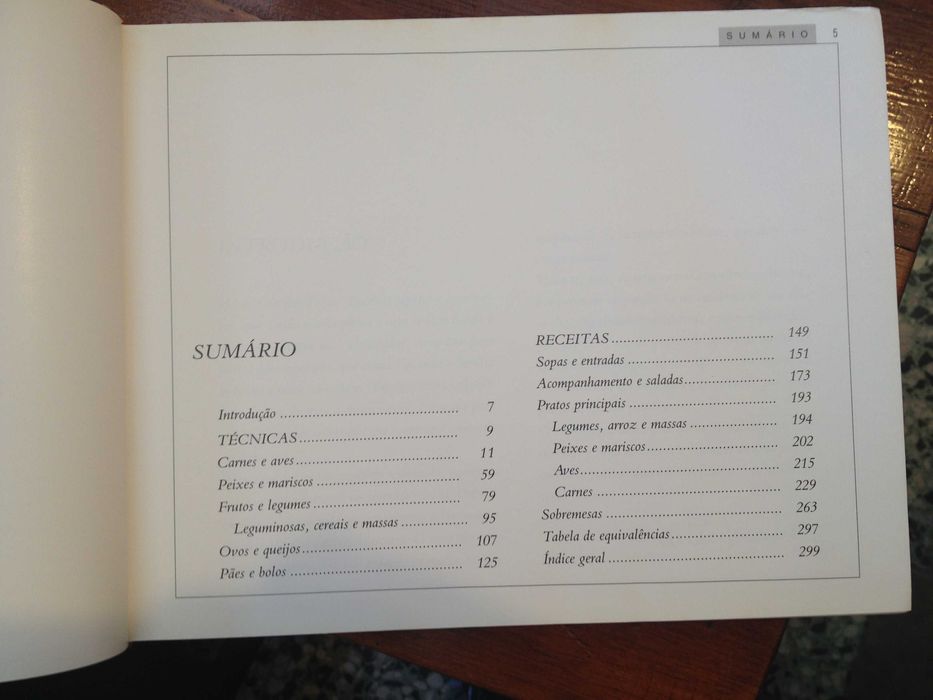 SUMÁRIO 5
SUMÁRIO
Introdução ........................................ 7
TÉCNICAS ........................................ 9
Carnes e aves ........................................ 11
Peixes e mariscos ........................................ 59
Frutos e legumes ........................................ 79
Leguminosas, cereais e massas ................ 95
Ovos e queijos ........................................ 107
Pães e bolos ........................................ 125
RECEITAS ........................................ 149
Sopas e entradas ........................................ 151
Acompanhamento e saladas ........................ 173
Pratos principais ........................................ 193
Legumes, arroz e massas ........................ 194
Peixes e mariscos ................................ 202
Aves ........................................ 215
Carnes ........................................ 229
Sobremesas ........................................ 263
Tabela de equivalências ........................ 297
Índice geral ........................................ 299